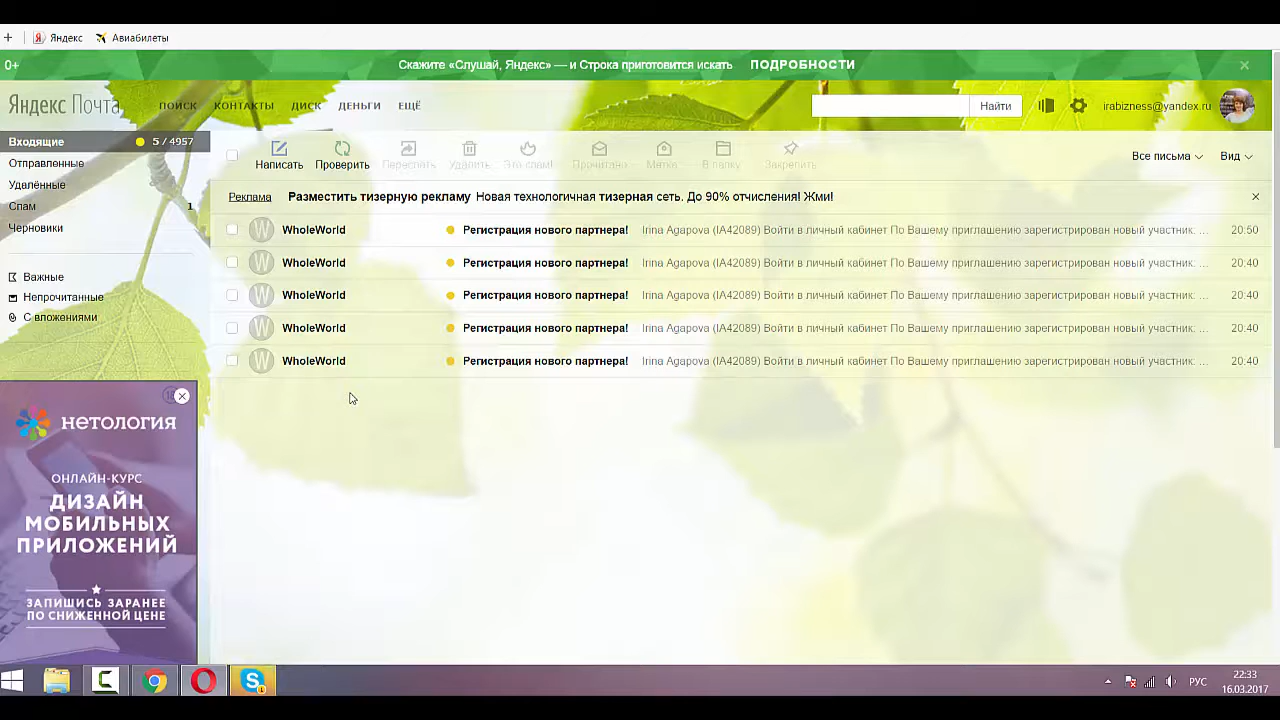 + Яндекс Авиабилеты
0+ Скажите «Слушай, Яндекс» — и Строка приготовится искать ПОДРОБНОСТИ
Яндекс Почта ПОИСК КОНТАКТЫ ДИСК ДЕНЬГИ ЕЩЁ Найти irabizness@yandex.ru
Входящие 5 / 4957
Отправленные
Удалённые
Спам 1
Черновики
Важные
Непрочитанные
С вложениями
Написать Проверить Переслать Удалить Это спам! Прочитано Метка В папку Закрепить Все письма Вид
Реклама Разместить тизерную рекламу Новая технологичная тизерная сеть. До 90% отчисления! Жми!
W WholeWorld Регистрация нового партнера! Irina Agapova (IA42089) Войти в личный кабинет По Вашему приглашению зарегистрирован новый участник: ... 20:50
W WholeWorld Регистрация нового партнера! Irina Agapova (IA42089) Войти в личный кабинет По Вашему приглашению зарегистрирован новый участник: ... 20:40
W WholeWorld Регистрация нового партнера! Irina Agapova (IA42089) Войти в личный кабинет По Вашему приглашению зарегистрирован новый участник: ... 20:40
W WholeWorld Регистрация нового партнера! Irina Agapova (IA42089) Войти в личный кабинет По Вашему приглашению зарегистрирован новый участник: ... 20:40
W WholeWorld Регистрация нового партнера! Irina Agapova (IA42089) Войти в личный кабинет По Вашему приглашению зарегистрирован новый участник: ... 20:40
нетология
ОНЛАЙН-КУРС
ДИЗАЙН
МОБИЛЬНЫХ
ПРИЛОЖЕНИЙ
ЗАПИШИСЬ ЗАРАНЕЕ
ПО СНИЖЕННОЙ ЦЕНЕ
РУС
22:33
16.03.2017